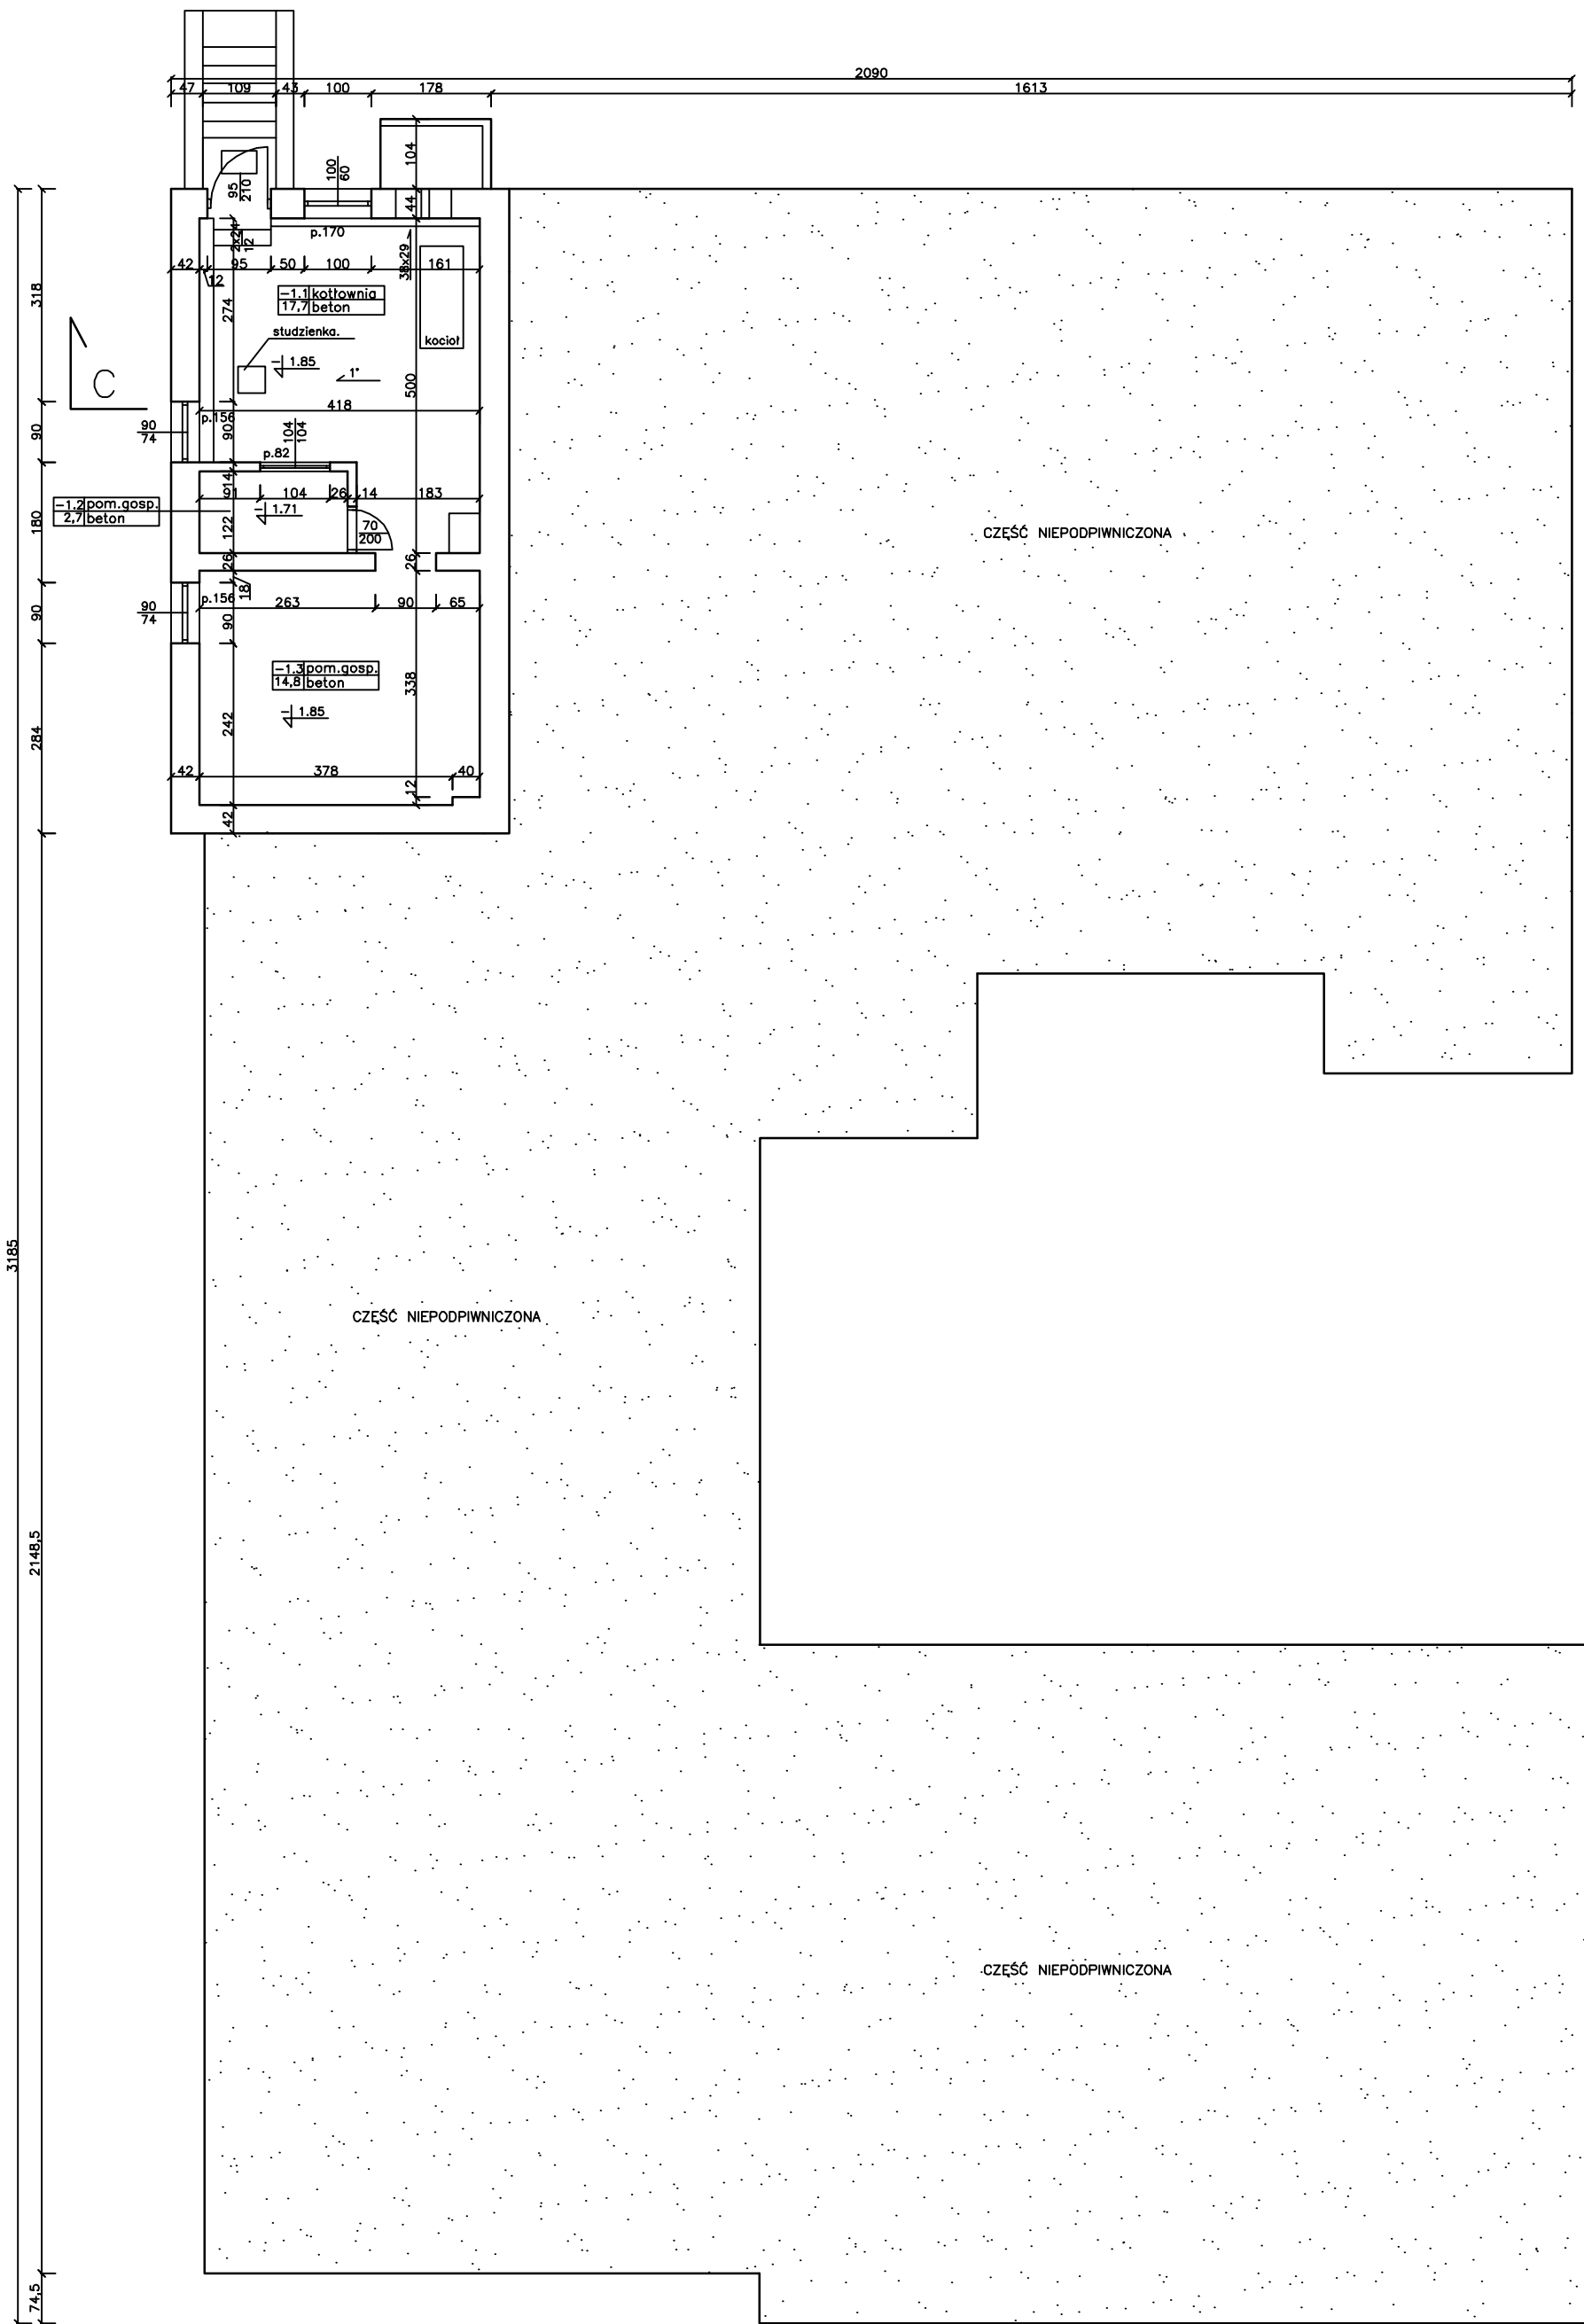 2090
47 109 43 100 178 1613
104
100
60
95
210
44
2x24
12
p.170
38x29
42 95 50 100 161
12
318
274
-1.1 kotłownia
17,7 beton
studzienka.
kocioł
- 1.85
1°
C
500
418
p.156
90
90
74
90
104
104
p.82
14
91 104 26 14 183
-1.2 pom.gosp.
2,7 beton
- 1.71
180
122
70
200
CZĘŚĆ NIEPODPIWNICZONA
26
26
18
p.156
263 90 65
90
90
74
90
-1.3 pom.gosp.
14,8 beton
338
- 1.85
284
242
42 378 40
12
42
3185
CZĘŚĆ NIEPODPIWNICZONA
2148,5
CZĘŚĆ NIEPODPIWNICZONA
74,5